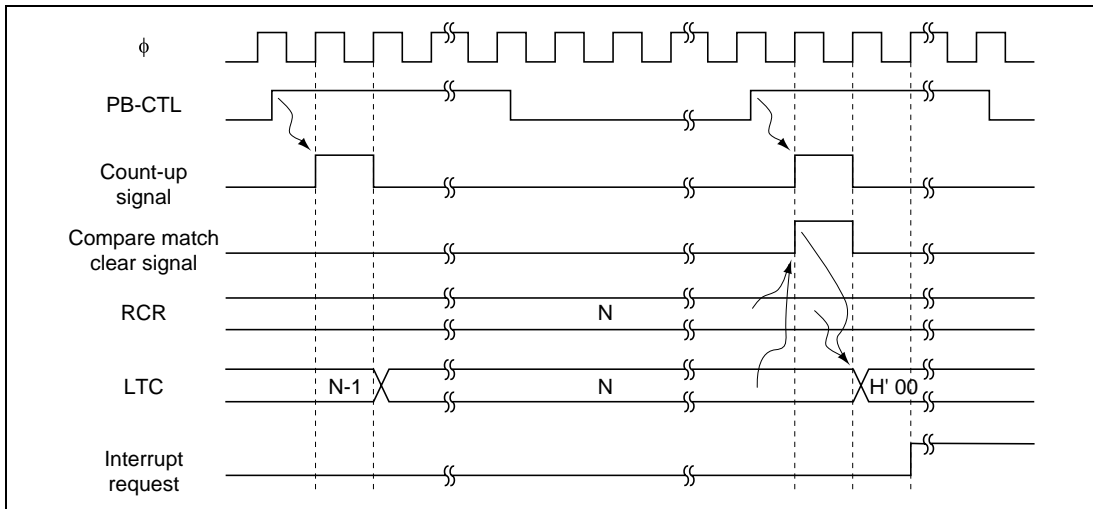 ϕ
PB-CTL
Count-up
signal
Compare match
clear signal
RCR
N
LTC
N-1
N
H' 00
Interrupt
request